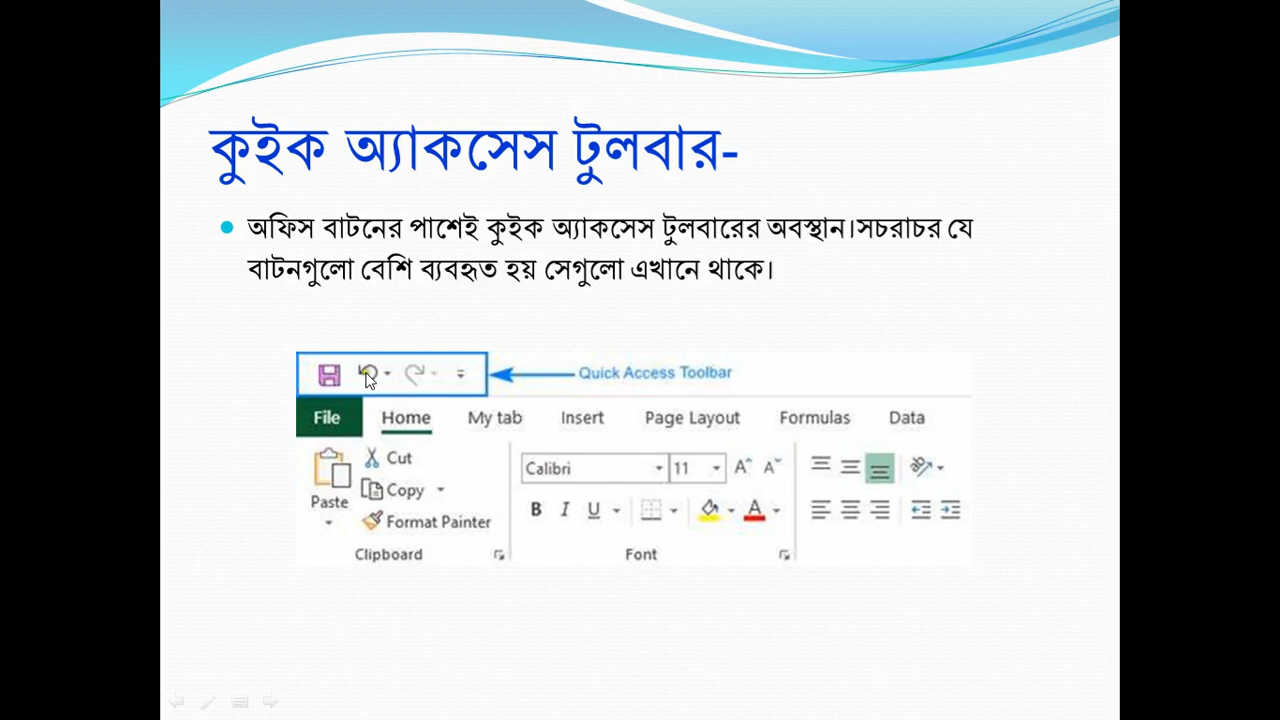 কুইক অ্যাকসেস টুলবার-
অফিস বাটনের পাশেই কুইক অ্যাকসেস টুলবারের অবস্থান।সচরাচর যে
বাটনগুলো বেশি ব্যবহৃত হয় সেগুলো এখানে থাকে।
Quick Access Toolbar
File Home My tab Insert Page Layout Formulas Data
Cut
Calibri 11
Copy
Paste
B I U
Format Painter
Clipboard Font